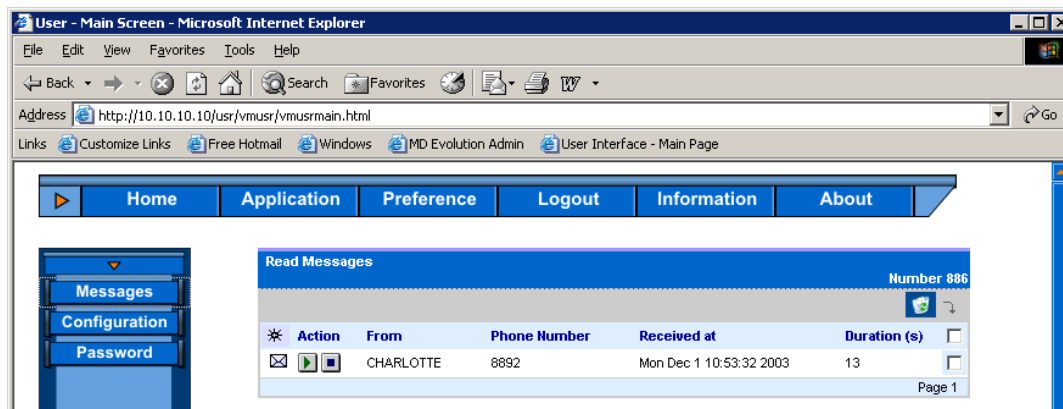 User - Main Screen - Microsoft Internet Explorer
File Edit View Favorites Tools Help
Back Search Favorites
Address http://10.10.10.10/usr/vmusr/vmusrmain.html Go
Links Customize Links Free Hotmail Windows MD Evolution Admin User Interface - Main Page
Home Application Preference Logout Information About
Messages
Configuration
Password
Read Messages
Number 886
Action From Phone Number Received at Duration (s)
CHARLOTTE 8892 Mon Dec 1 10:53:32 2003 13
Page 1